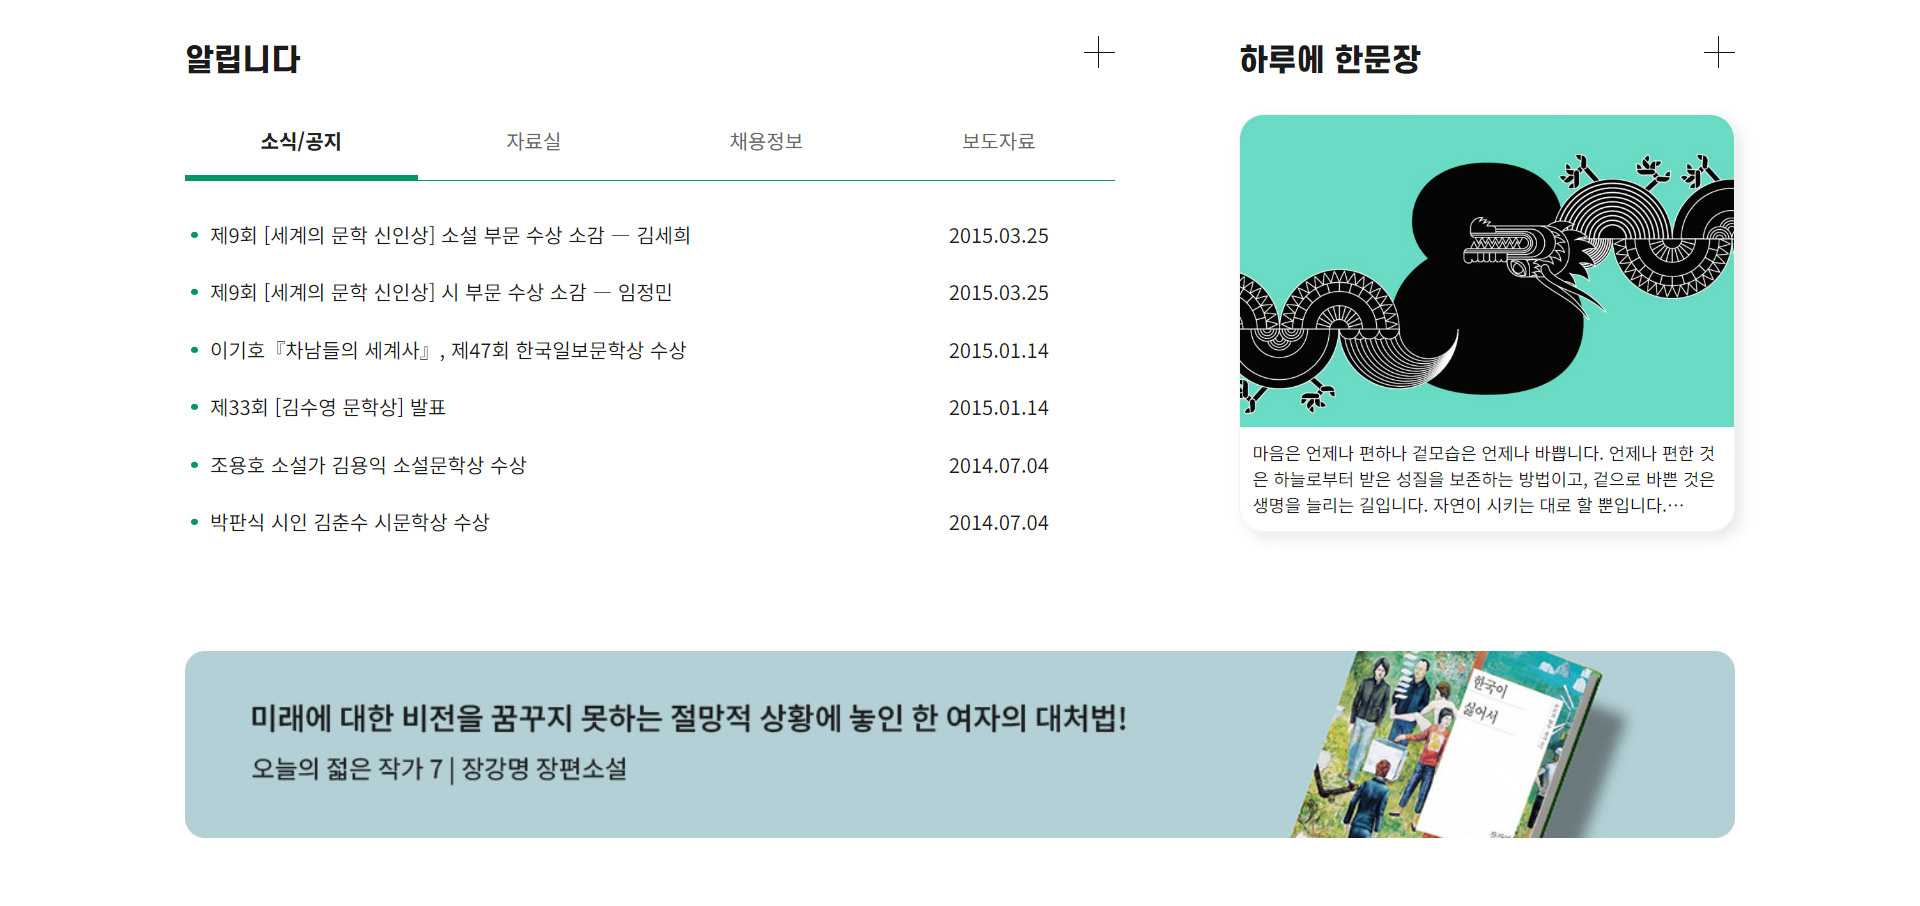 알립니다
소식/공지
자료실
채용정보
보도자료
제9회 [세계의 문학 신인상] 소설 부문 수상 소감 — 김세희
2015.03.25
제9회 [세계의 문학 신인상] 시 부문 수상 소감 — 임정민
2015.03.25
이기호『차남들의 세계사』, 제47회 한국일보문학상 수상
2015.01.14
제33회 [김수영 문학상] 발표
2015.01.14
조용호 소설가 김용익 소설문학상 수상
2014.07.04
박판식 시인 김춘수 시문학상 수상
2014.07.04
하루에 한문장
마음은 언제나 편하나 겉모습은 언제나 바쁩니다. 언제나 편한 것
은 하늘로부터 받은 성질을 보존하는 방법이고, 겉으로 바쁜 것은
생명을 늘리는 길입니다. 자연이 시키는 대로 할 뿐입니다.…
미래에 대한 비전을 꿈꾸지 못하는 절망적 상황에 놓인 한 여자의 대처법!
오늘의 젊은 작가 7 | 장강명 장편소설
한국이
싫어서